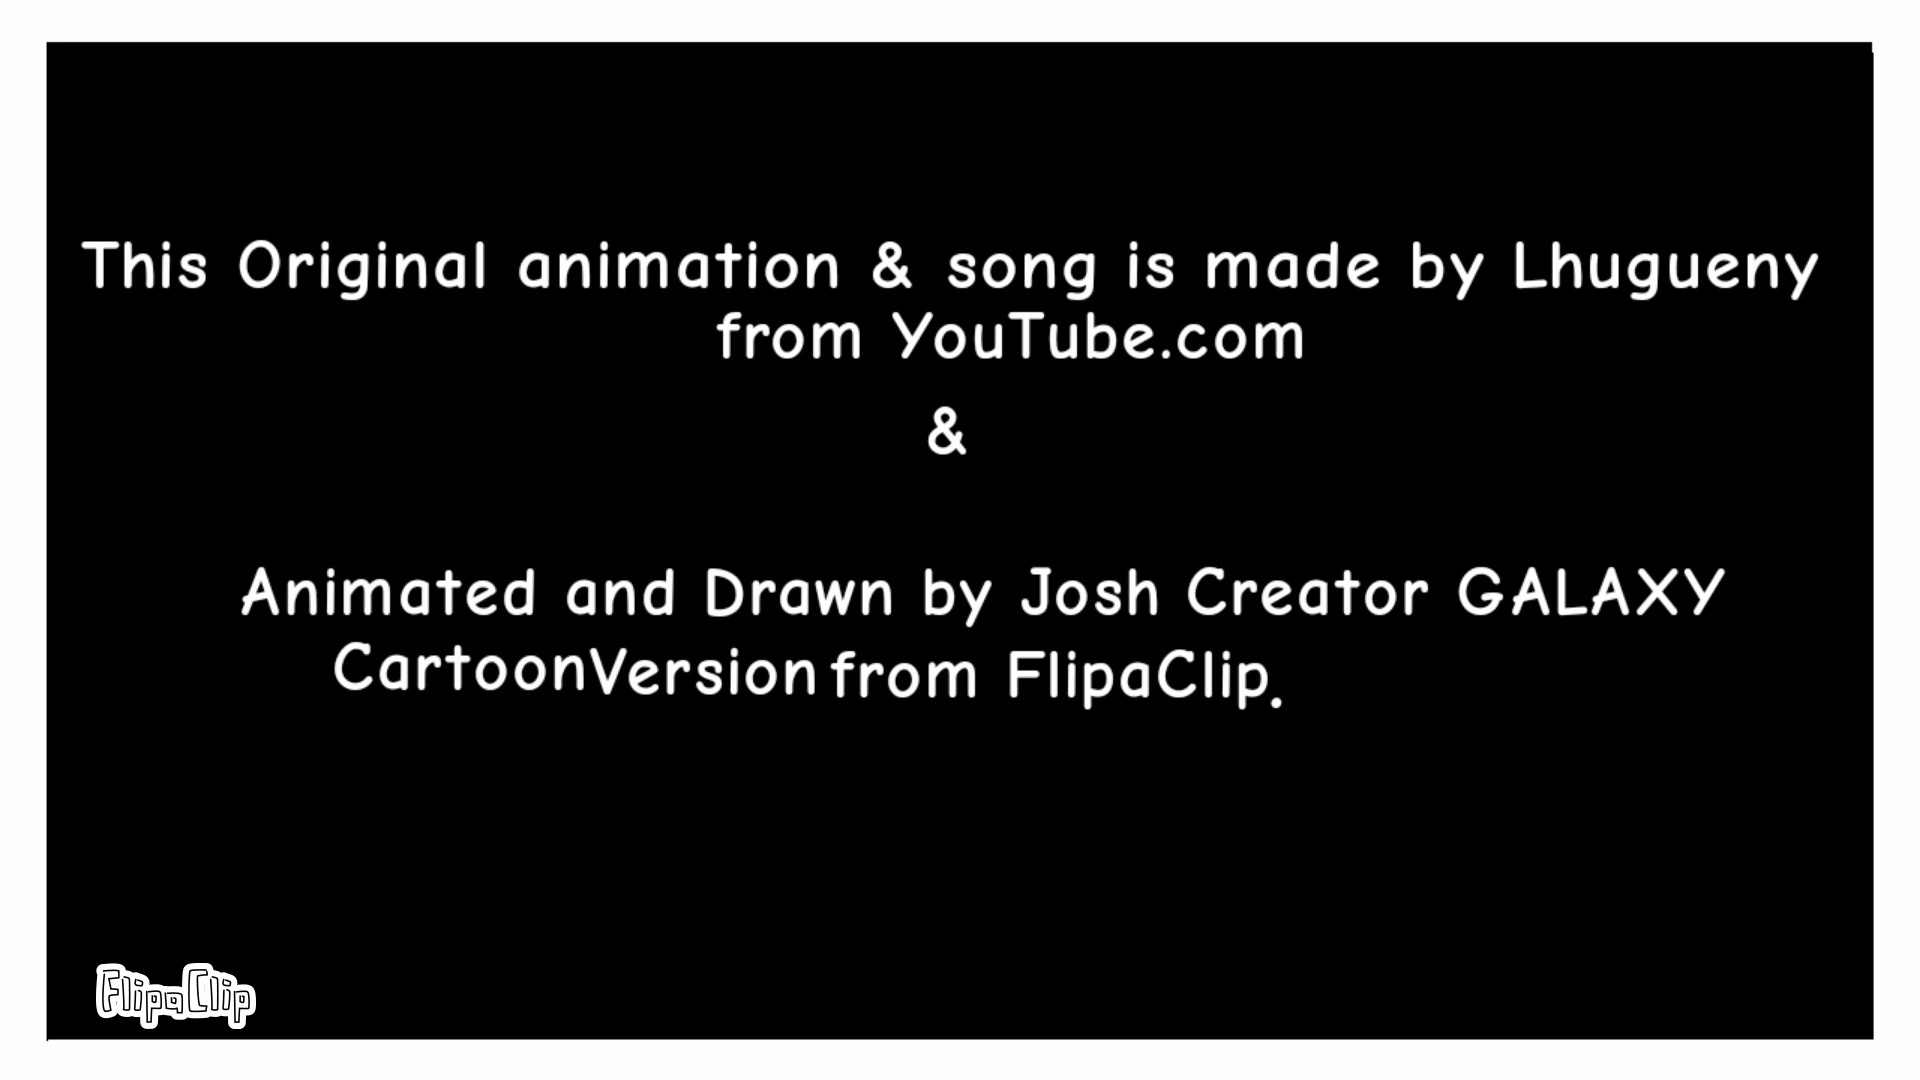 This Original animation & song is made by Lhugueny
from YouTube.com
&
Animated and Drawn by Josh Creator GALAXY
CartoonVersion from FlipaClip.
FlipaClip